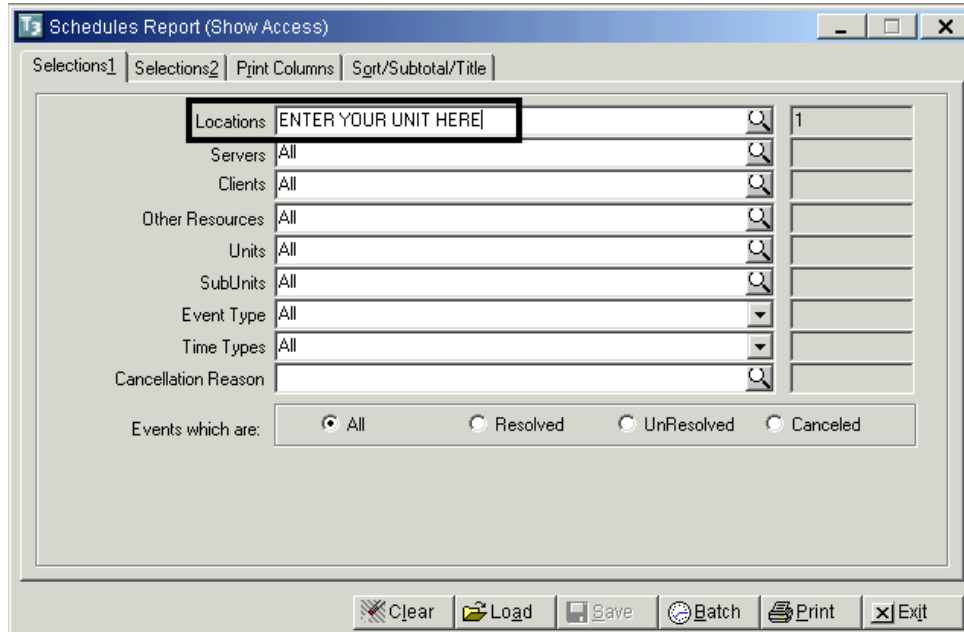 T3 Schedules Report (Show Access)
Selections1 Selections2 Print Columns Sort/Subtotal/Title
Locations ENTER YOUR UNIT HERE 1
Servers All
Clients All
Other Resources All
Units All
SubUnits All
Event Type All
Time Types All
Cancellation Reason
Events which are: All Resolved UnResolved Canceled
Clear Load Save Batch Print Exit